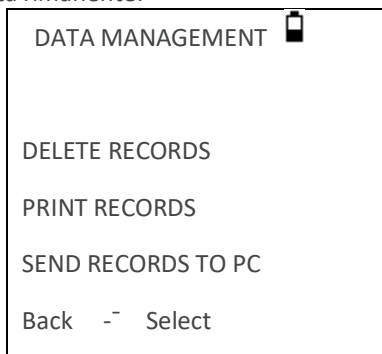 DATA MANAGEMENT
DELETE RECORDS
PRINT RECORDS
SEND RECORDS TO PC
Back -¯ Select